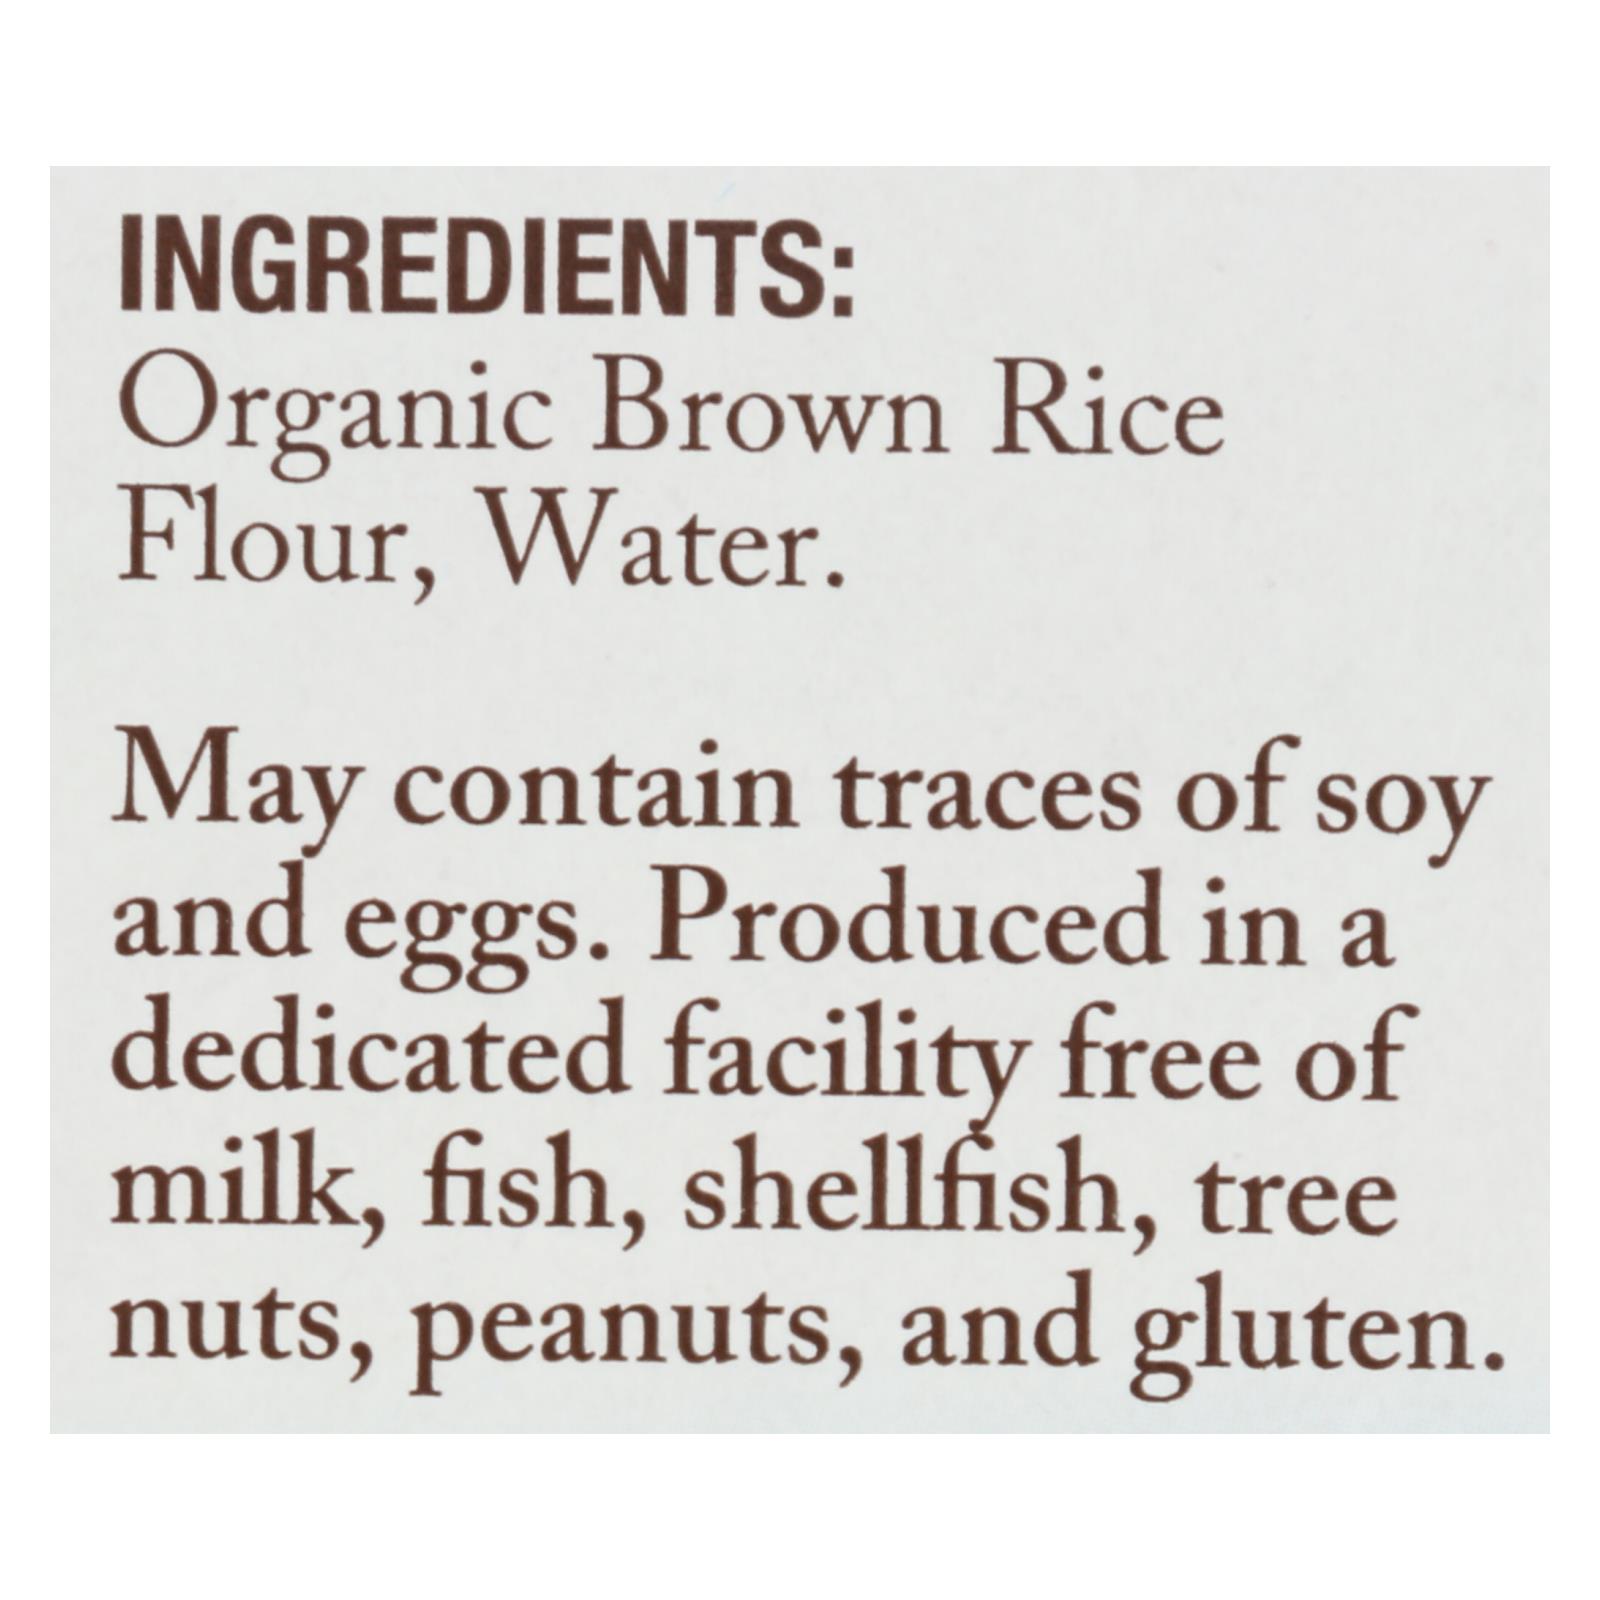 INGREDIENTS:
Organic Brown Rice
Flour, Water.
May contain traces of soy
and eggs. Produced in a
dedicated facility free of
milk, fish, shellfish, tree
nuts, peanuts, and gluten.